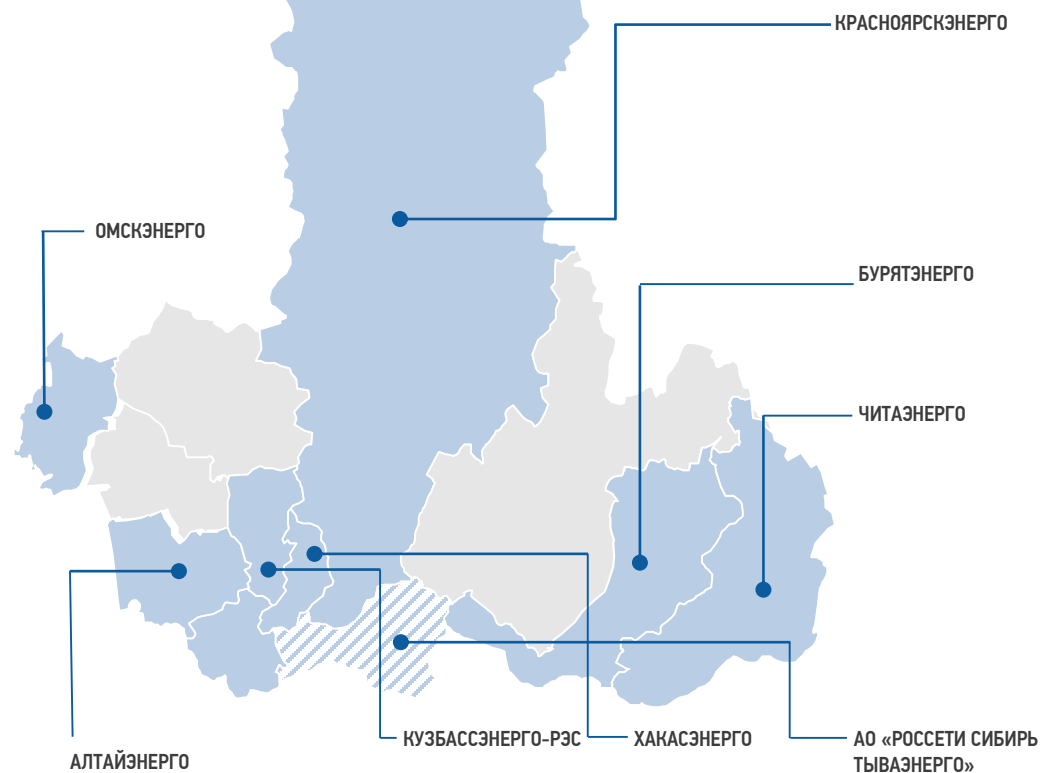 КРАСНОЯРСКЭНЕРГО
ОМСКЭНЕРГО
БУРЯТЭНЕРГО
ЧИТАЭНЕРГО
АЛТАЙЭНЕРГО
КУЗБАССЭНЕРГО-РЭС
ХАКАСЭНЕРГО
АО «РОССЕТИ СИБИРЬ
ТЫВАЭНЕРГО»